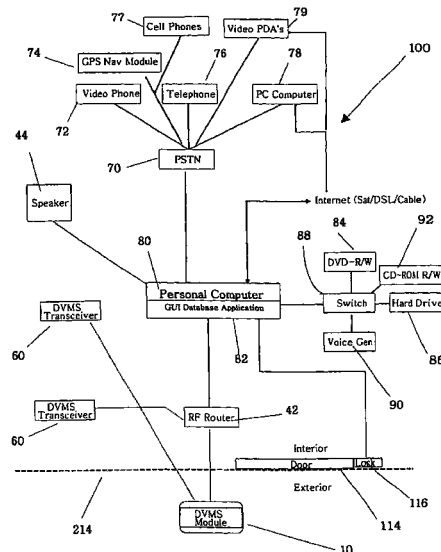 77
Cell Phones
Video PDA's
79
74
GPS Nav Module
76
78
100
Video Phone
Telephone
PC Computer
72
70
PSTN
44
Speaker
Internet (Sat/DSL/Cable)
84
92
80
88
DVD-R/W
CD-ROM R/W
Personal Computer
GUI Database Application
Switch
Hard Drive
DVMS
Transceiver
82
86
60
Voice Gen
90
DVMS
Transceiver
RF Router
42
60
Interior
Door
Lock
Exterior
214
114
116
DVMS
Module
10